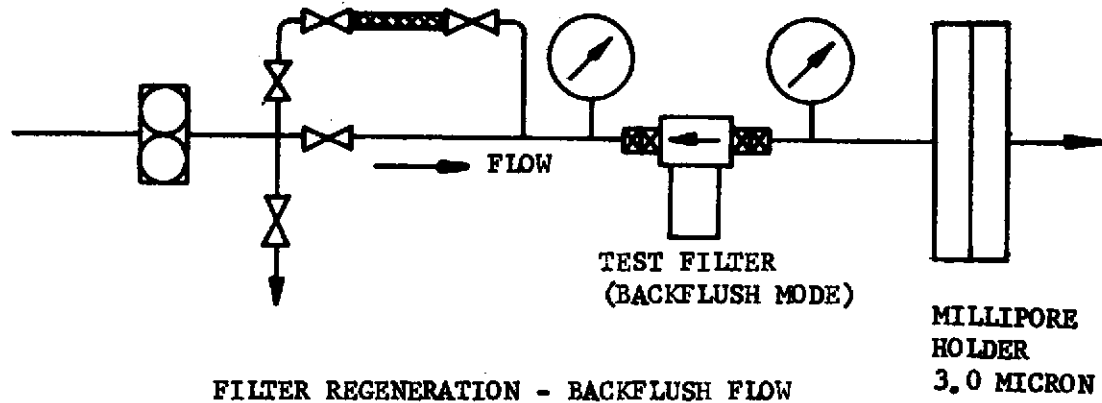 FLOW
TEST FILTER
(BACKFLUSH MODE)
MILLIPORE
HOLDER
3.0 MICRON
FILTER REGENERATION - BACKFLUSH FLOW